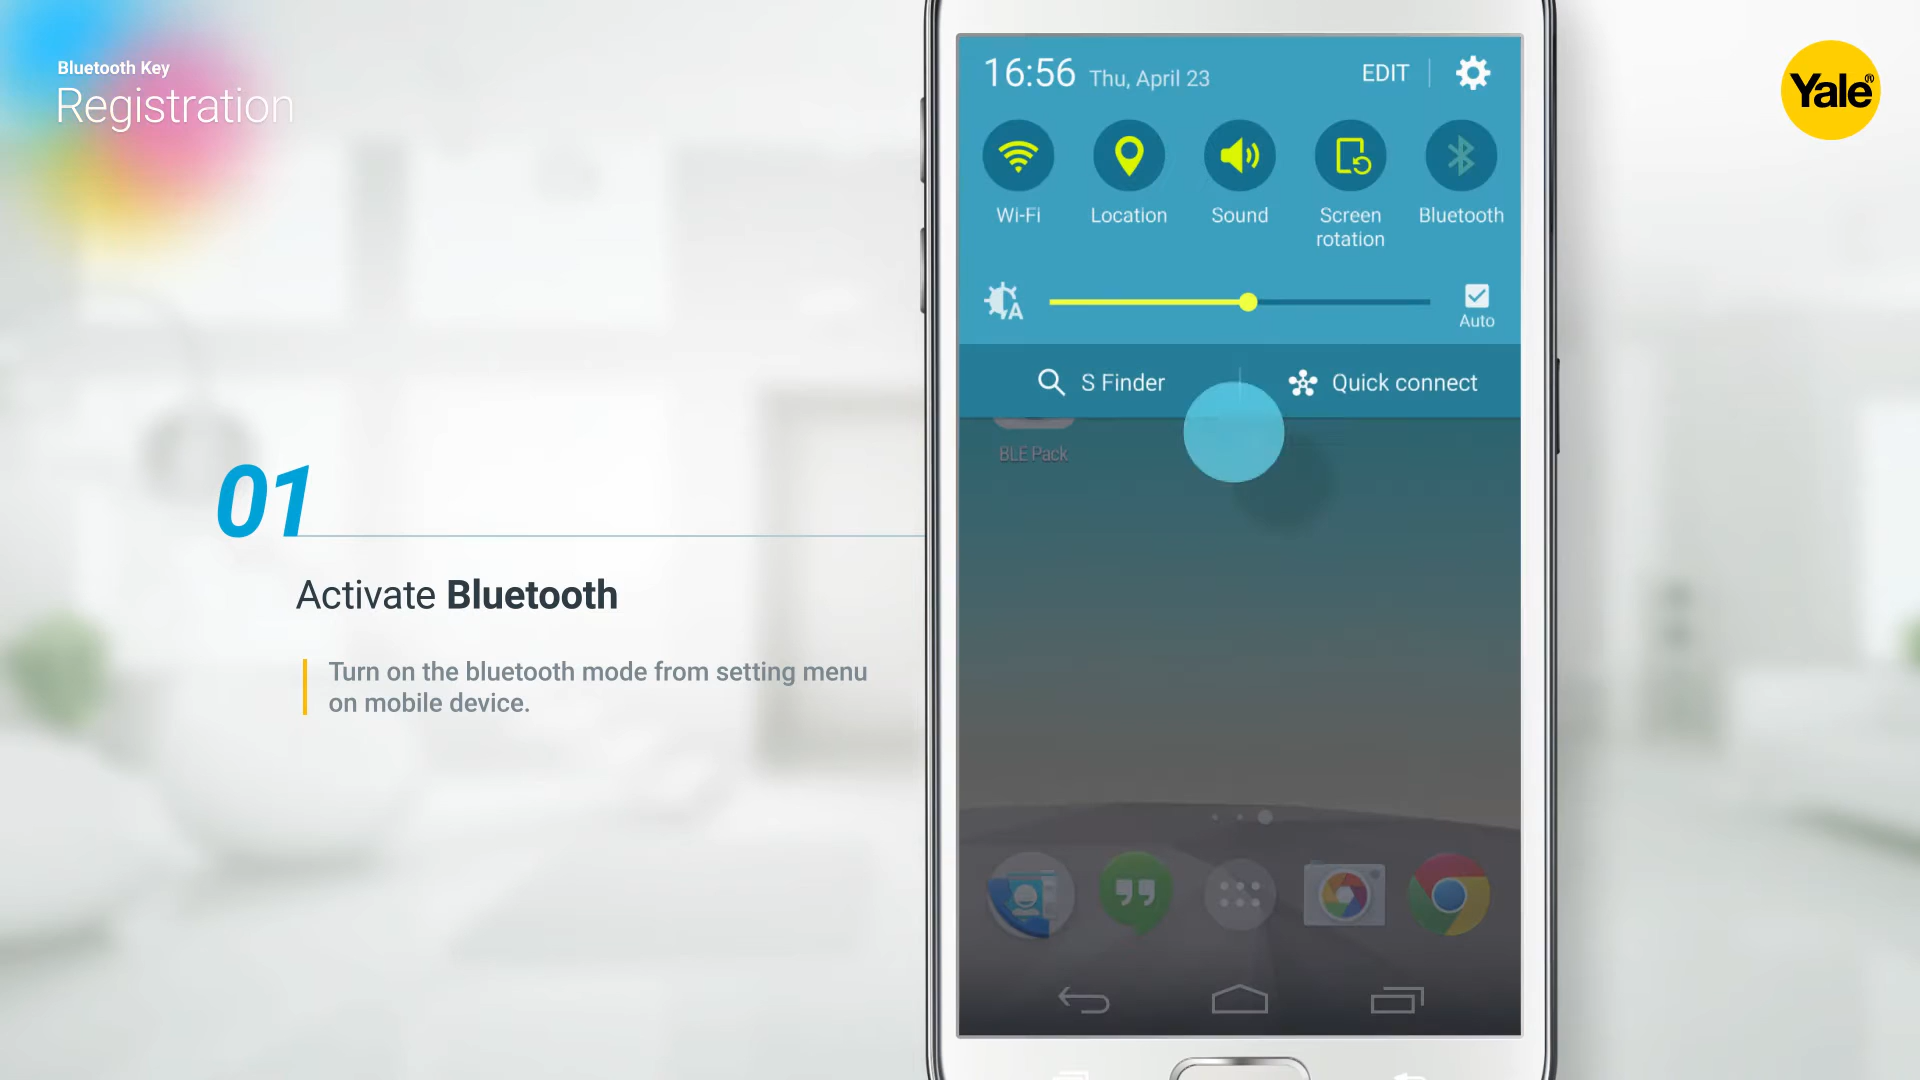 Bluetooth Key
Registration
Yale®
16:56 Thu, April 23 EDIT
Wi-Fi
Location
Sound
Screen
rotation
Bluetooth
A
Auto
S Finder
Quick connect
BLE Pack
01
Activate Bluetooth
Turn on the bluetooth mode from setting menu
on mobile device.